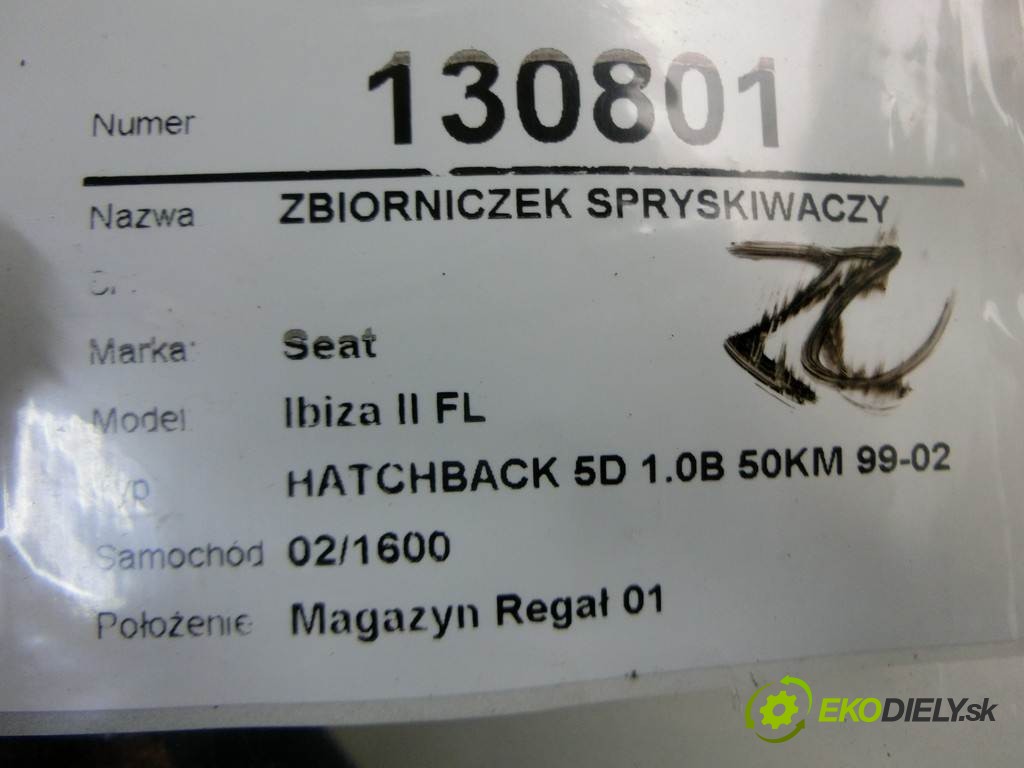 Numer 130801
Nazwa ZBIORNICZEK SPRYSKIWACZY
Marka: Seat
Model Ibiza II FL
HATCHBACK 5D 1.0B 50KM 99-02
Samochód 02/1600
Położenie Magazyn Regał 01
EKODIELY.sk